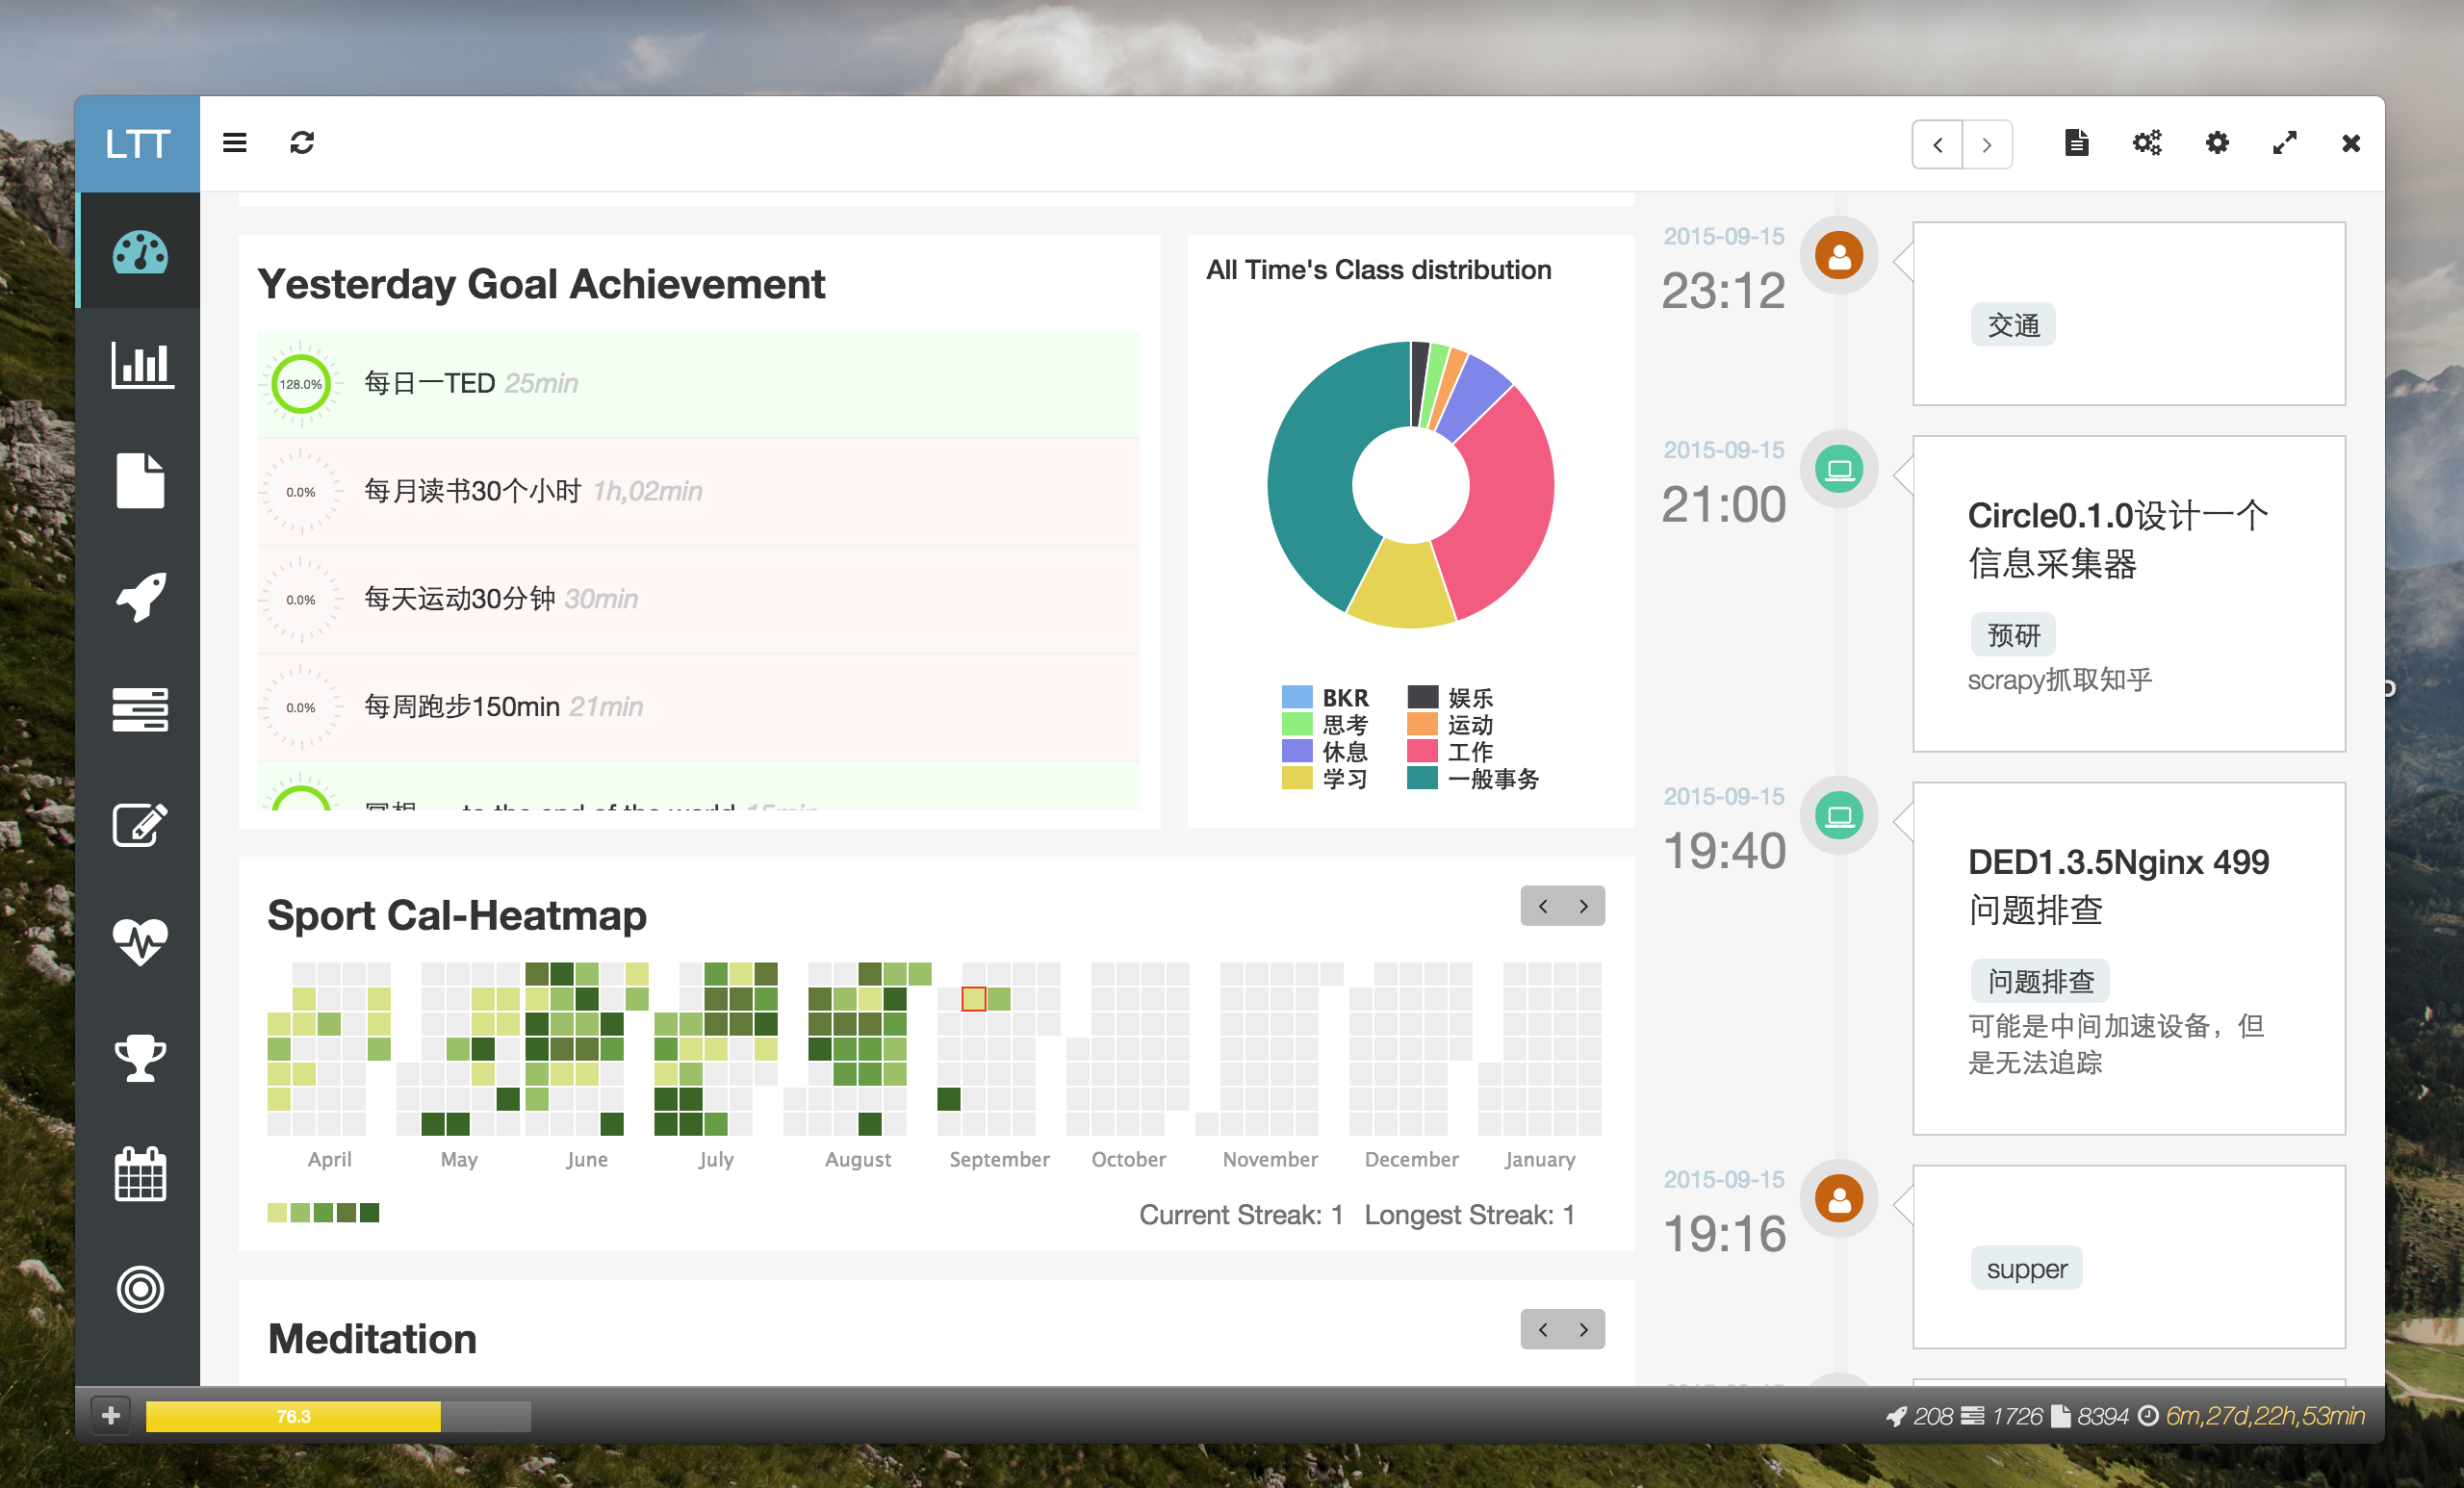 LTT
Yesterday Goal Achievement
128.0%
每日一TED 25min
0.0%
每月读书30个小时 1h,02min
0.0%
每天运动30分钟 30min
0.0%
每周跑步150min 21min
All Time's Class distribution
BKR
娱乐
思考
运动
休息
工作
学习
一般事务
Sport Cal-Heatmap
April
May
June
July
August
September
October
November
December
January
Current Streak: 1
Longest Streak: 1
Meditation
2015-09-15
23:12
交通
2015-09-15
21:00
Circle0.1.0设计一个
信息采集器
预研
scrapy抓取知乎
2015-09-15
19:40
DED1.3.5Nginx 499
问题排查
问题排查
可能是中间加速设备，但
是无法追踪
2015-09-15
19:16
supper
76.3
208
1726
8394
6m,27d,22h,53min